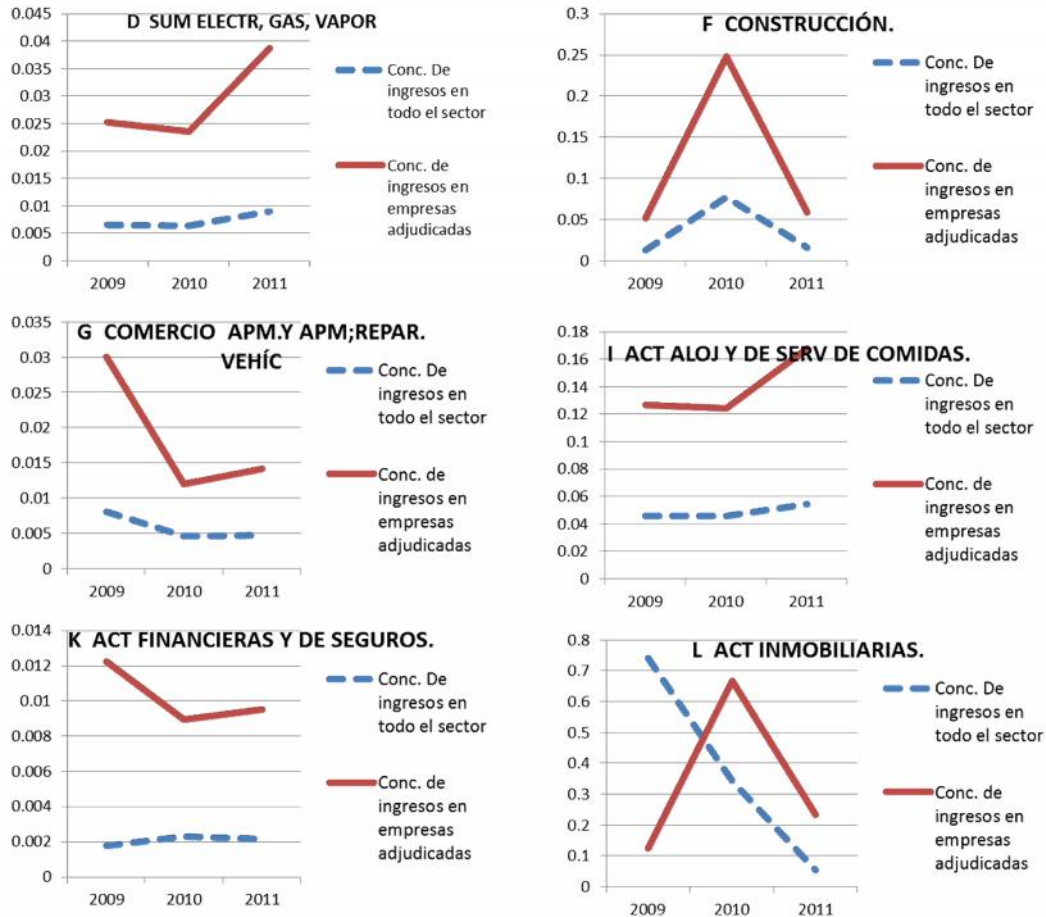 D SUM ELECTR, GAS, VAPOR
0.045
0.04
0.035
0.03
0.025
0.02
0.015
0.01
0.005
0
2009 2010 2011
Conc. De
ingresos en
todo el sector
Conc. de
ingresos en
empresas
adjudicadas
F CONSTRUCCIÓN.
0.3
0.25
0.2
0.15
0.1
0.05
0
2009 2010 2011
Conc. De
ingresos en
todo el sector
Conc. de
ingresos en
empresas
adjudicadas
G COMERCIO APM.Y APM;REPAR.
VEHÍC
0.035
0.03
0.025
0.02
0.015
0.01
0.005
0
2009 2010 2011
Conc. De
ingresos en
todo el sector
Conc. de
ingresos en
empresas
adjudicadas
I ACT ALOJ Y DE SERV DE COMIDAS.
0.18
0.16
0.14
0.12
0.1
0.08
0.06
0.04
0.02
0
2009 2010 2011
Conc. De
ingresos en
todo el sector
Conc. de
ingresos en
empresas
adjudicadas
K ACT FINANCIERAS Y DE SEGUROS.
0.014
0.012
0.01
0.008
0.006
0.004
0.002
0
2009 2010 2011
Conc. De
ingresos en
todo el sector
Conc. de
ingresos en
empresas
adjudicadas
L ACT INMOBILIARIAS.
0.8
0.7
0.6
0.5
0.4
0.3
0.2
0.1
0
2009 2010 2011
Conc. De
ingresos en
todo el sector
Conc. de
ingresos en
empresas
adjudicadas